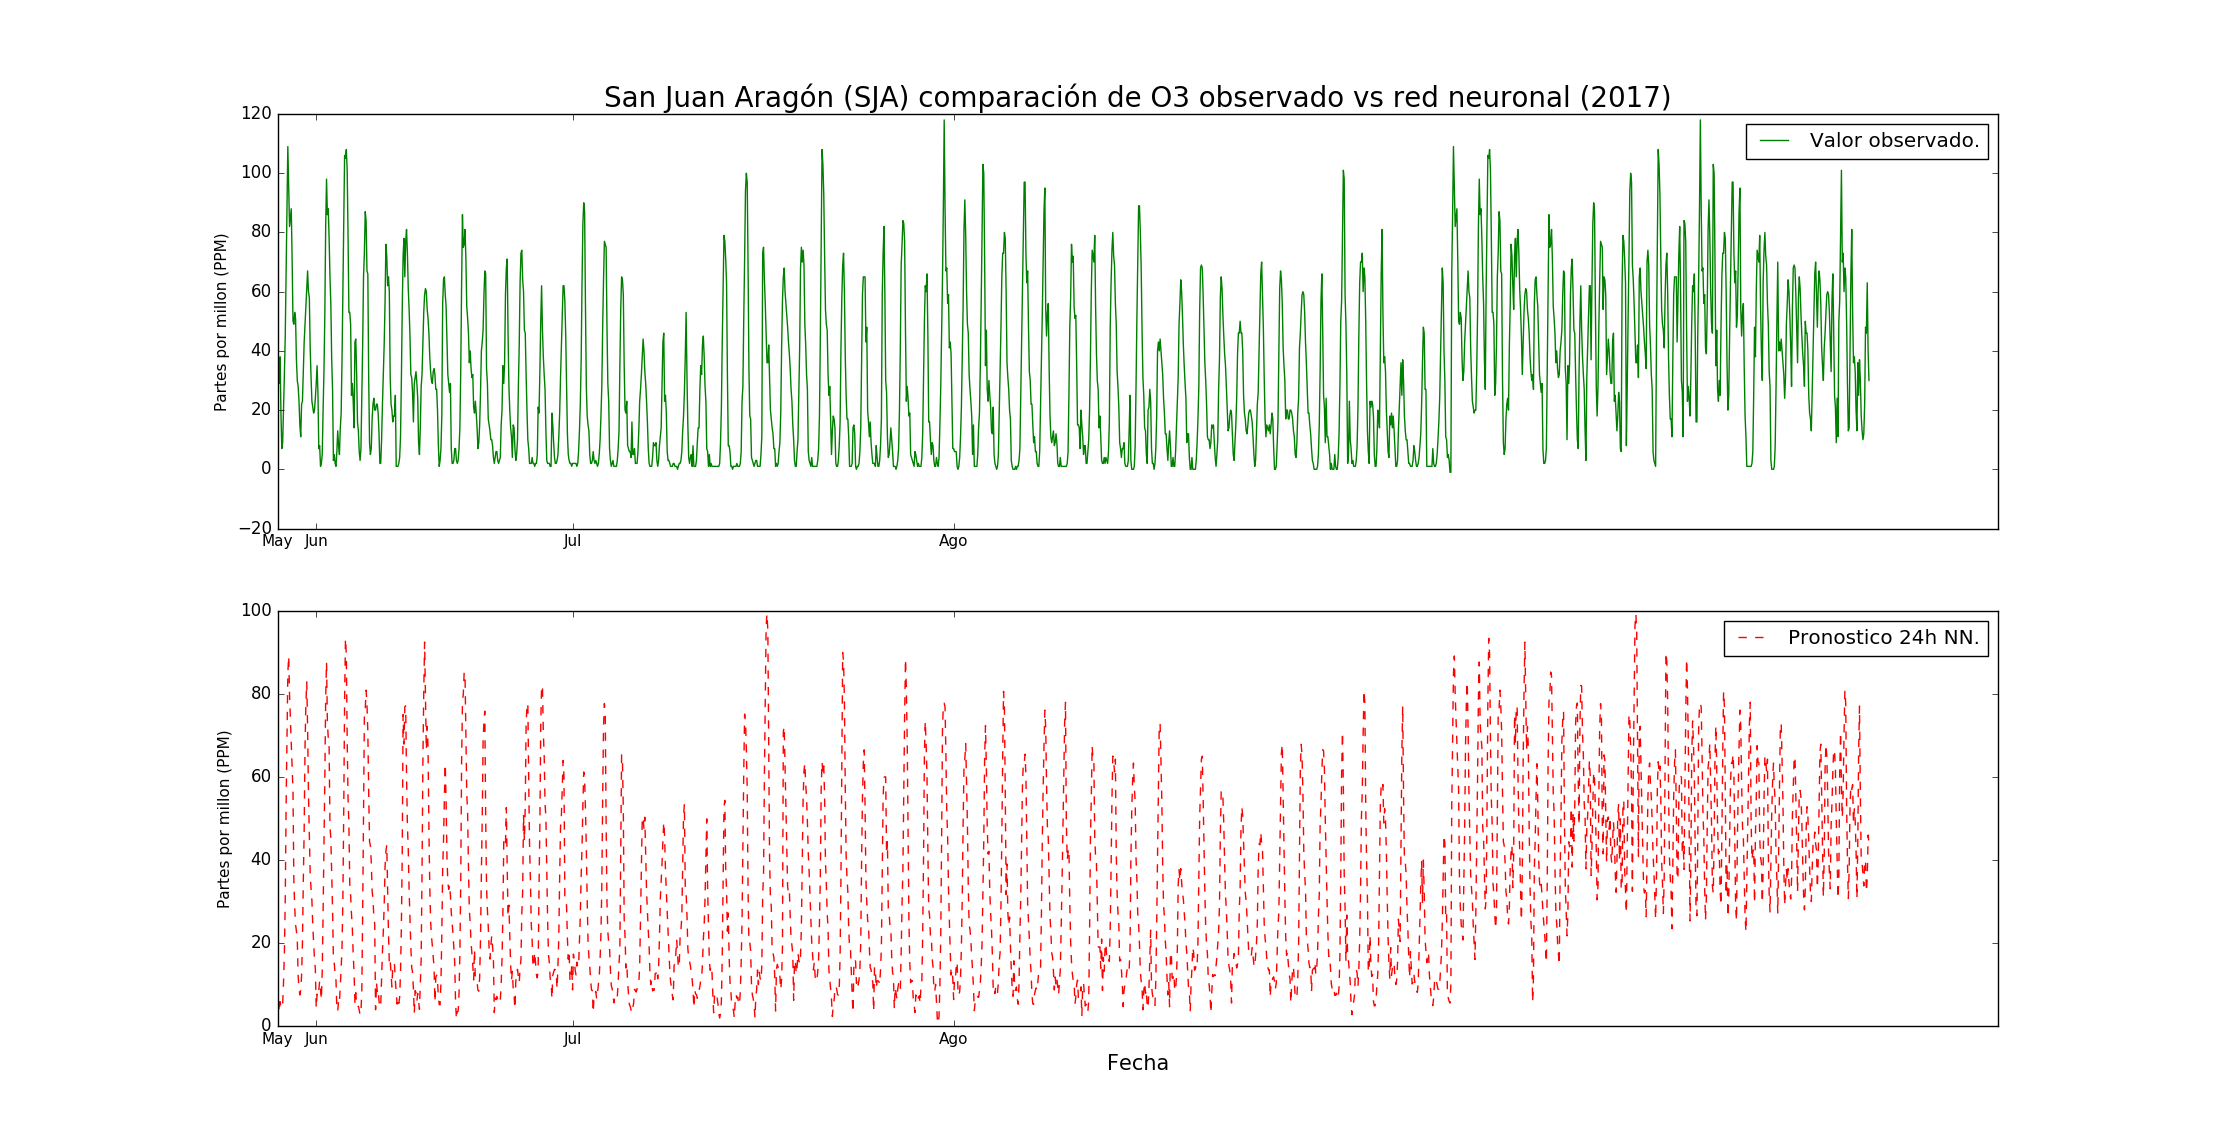 San Juan Aragón (SJA) comparación de O3 observado vs red neuronal (2017)
120
100
80
60
40
20
0
−20
Partes por millon (PPM)
Valor observado.
May Jun Jul Ago
100
80
60
40
20
0
Partes por millon (PPM)
Pronostico 24h NN.
May Jun Jul Ago
Fecha